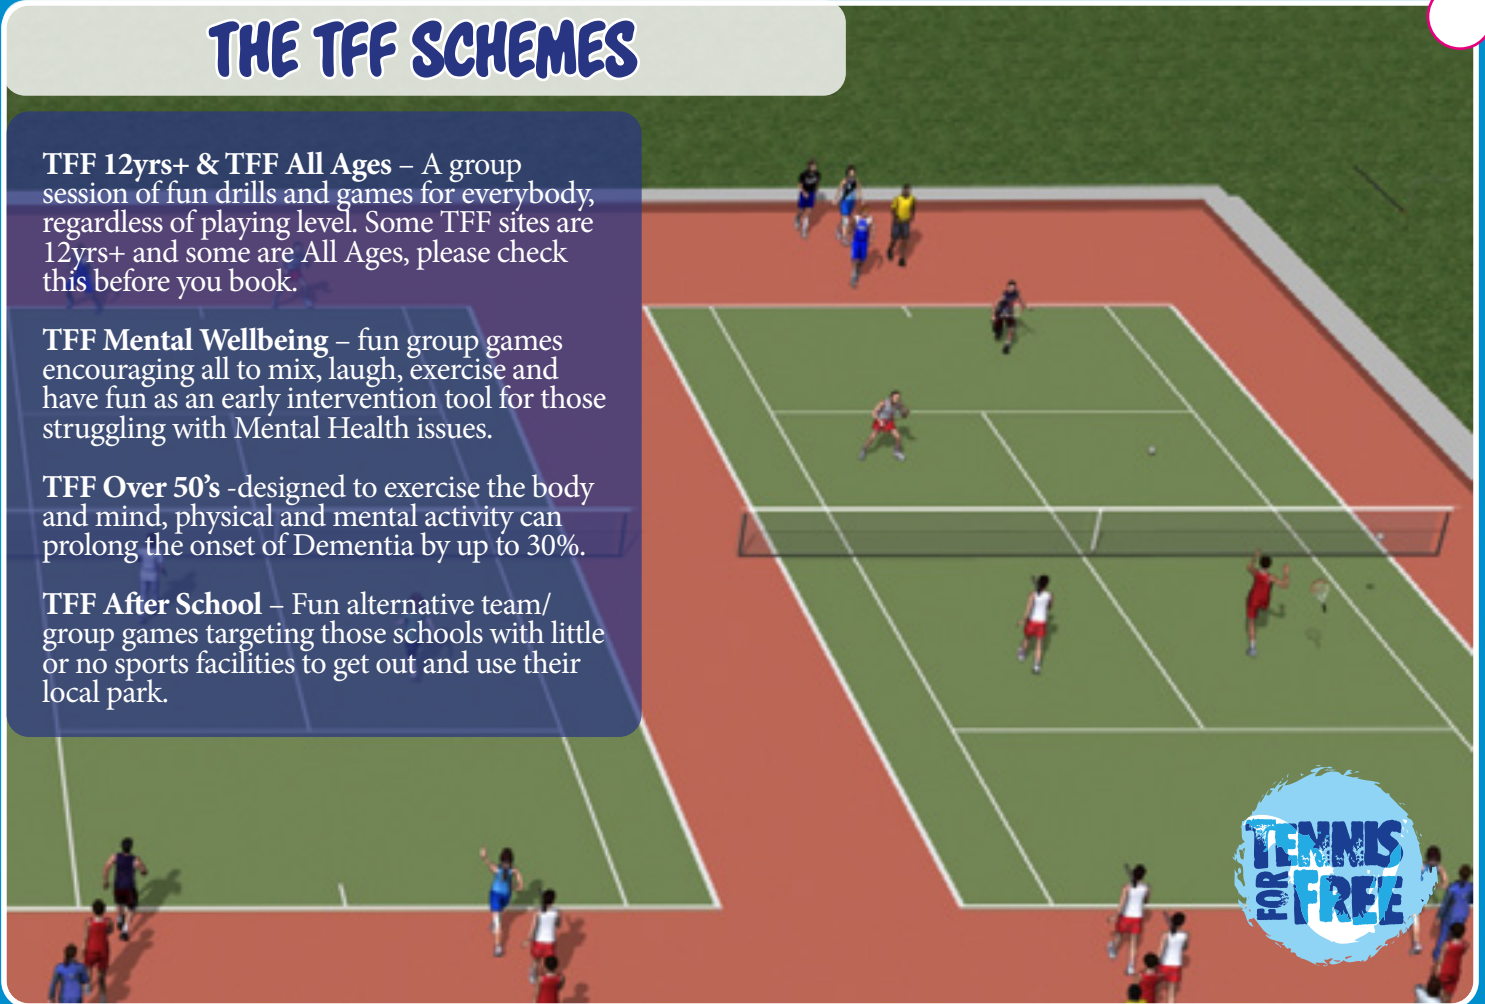 THE TFF SCHEMES
TFF 12yrs+ & TFF All Ages – A group
session of fun drills and games for everybody,
regardless of playing level. Some TFF sites are
12yrs+ and some are All Ages, please check
this before you book.
TFF Mental Wellbeing – fun group games
encouraging all to mix, laugh, exercise and
have fun as an early intervention tool for those
struggling with Mental Health issues.
TFF Over 50’s -designed to exercise the body
and mind, physical and mental activity can
prolong the onset of Dementia by up to 30%.
TFF After School – Fun alternative team/
group games targeting those schools with little
or no sports facilities to get out and use their
local park.
TENNIS
FOR
FREE